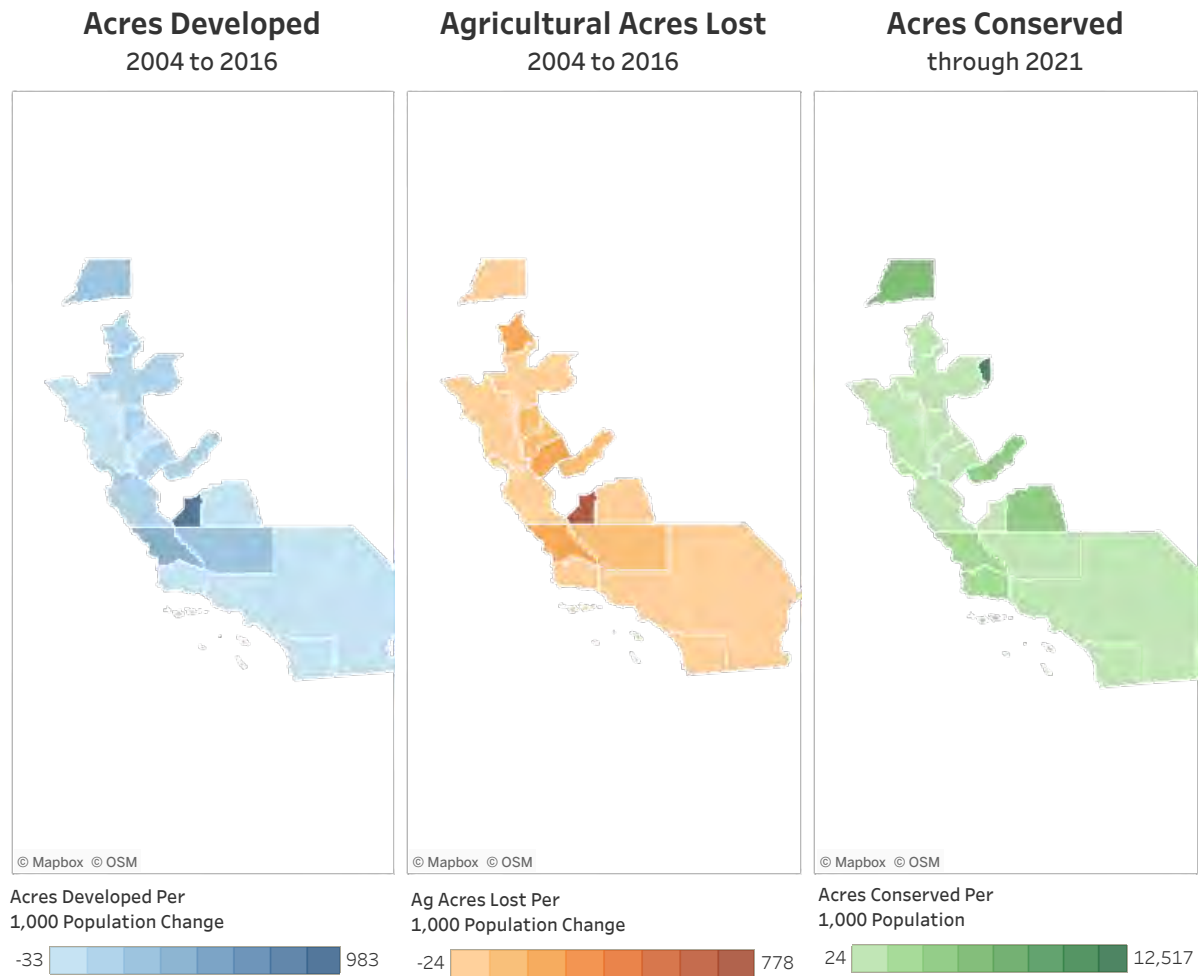 Acres Developed
2004 to 2016
Agricultural Acres Lost
2004 to 2016
Acres Conserved
through 2021
© Mapbox © OSM
© Mapbox © OSM
© Mapbox © OSM
Acres Developed Per
1,000 Population Change
-33 983
Ag Acres Lost Per
1,000 Population Change
-24 778
Acres Conserved Per
1,000 Population
24 12,517